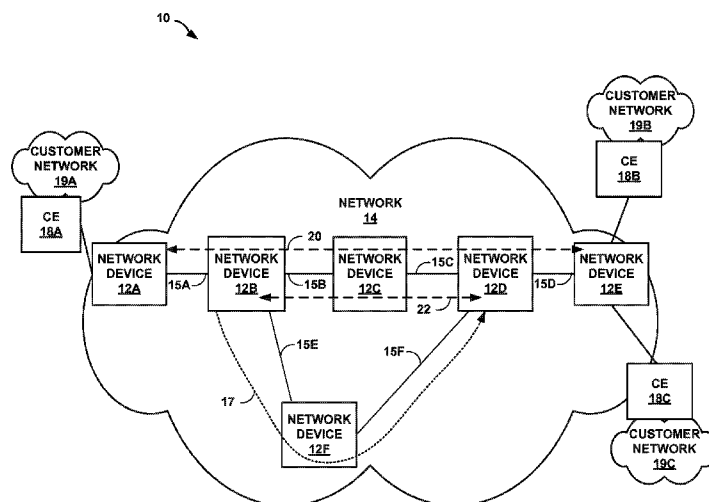 10
CUSTOMER
NETWORK
19A
CE
18A
CUSTOMER
NETWORK
19B
CE
18B
NETWORK
14
20
NETWORK
DEVICE
12A
15A
NETWORK
DEVICE
12B
15B
NETWORK
DEVICE
12C
15C
NETWORK
DEVICE
12D
15D
NETWORK
DEVICE
12E
22
15E
15F
17
NETWORK
DEVICE
12F
CE
18C
CUSTOMER
NETWORK
19C